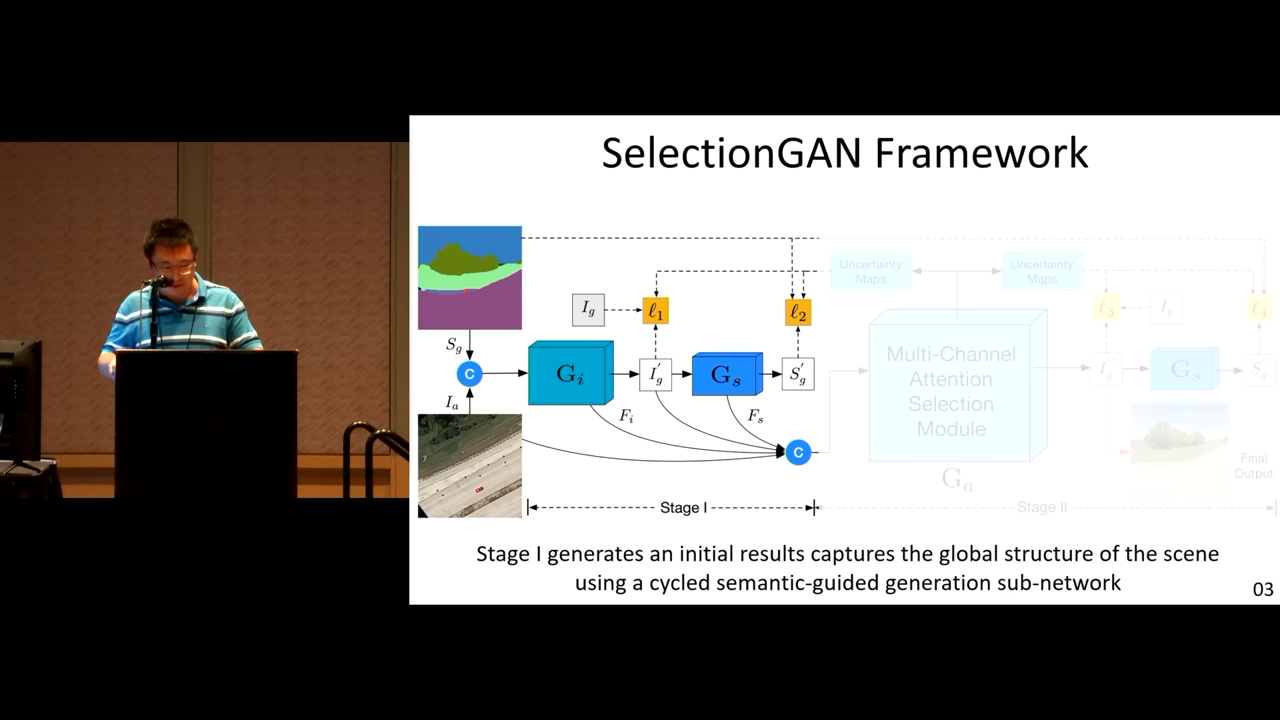 SelectionGAN Framework
Uncertainty
Maps
Uncertainty
Maps
I_g
ℓ_1
ℓ_2
ℓ_3
I_g
ℓ_4
S_g
C
G_i
I'_g
G_s
S'_g
Multi-Channel
Attention
Selection
Module
I''_g
G_s
S''_g
I_a
F_i
F_s
C
Final
Output
G_a
Stage I
Stage II
Stage I generates an initial results captures the global structure of the scene
using a cycled semantic-guided generation sub-network
03